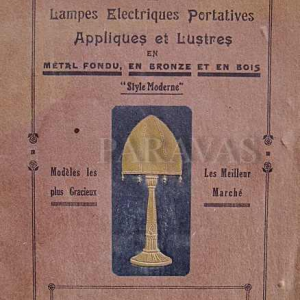 Lampes Electriques Portatives
Appliques et Lustres
EN
MÉTAL FONDU, EN BRONZE ET EN BOIS
"Style Moderne"
PARAVAS
Modèles les
plus Gracieux
Les Meilleur
Marché